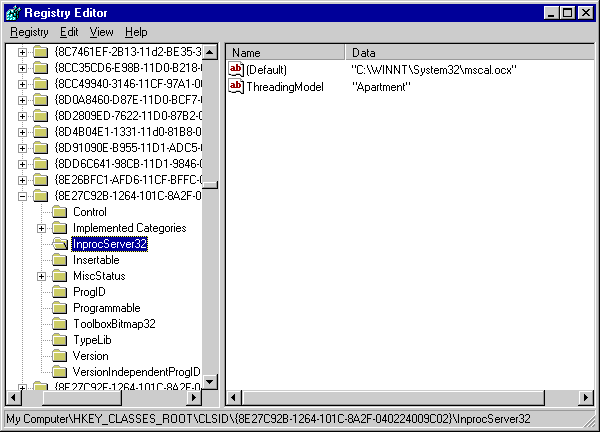 Registry Editor
Registry Edit View Help
Name Data
{8C7461EF-2B13-11d2-BE35-3
{8CC35CD6-E98B-11D0-B218-
{8CC49940-3146-11CF-97A1-0
{8D0A8460-D87E-11D0-BCF7-
{8D2809ED-7622-11D0-87B2-0
{8D4B04E1-1331-11d0-81B8-0
{8D91090E-B955-11D1-ADC5-
{8DD6C641-98CB-11D1-9846-0
{8E26BFC1-AFD6-11CF-BFFC-
{8E27C92B-1264-101C-8A2F-0
Control
Implemented Categories
InprocServer32
Insertable
MiscStatus
ProgID
Programmable
ToolboxBitmap32
TypeLib
Version
VersionIndependentProgID
{8E27C92F-1264-101C-8A2F-0
(Default) "C:\WINNT\System32\mscal.ocx"
ThreadingModel "Apartment"
My Computer\HKEY_CLASSES_ROOT\CLSID\{8E27C92B-1264-101C-8A2F-040224009C02}\InprocServer32